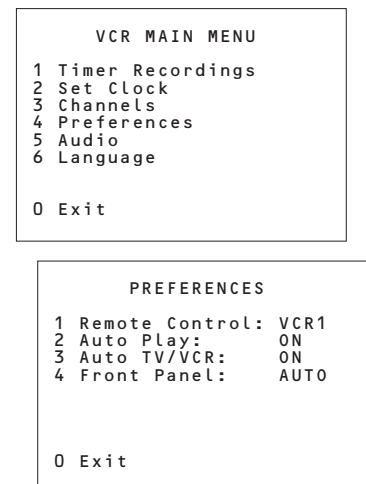 VCR MAIN MENU
1 Timer Recordings
2 Set Clock
3 Channels
4 Preferences
5 Audio
6 Language
0 Exit
PREFERENCES
1 Remote Control: VCR1
2 Auto Play: ON
3 Auto TV/VCR: ON
4 Front Panel: AUTO
0 Exit